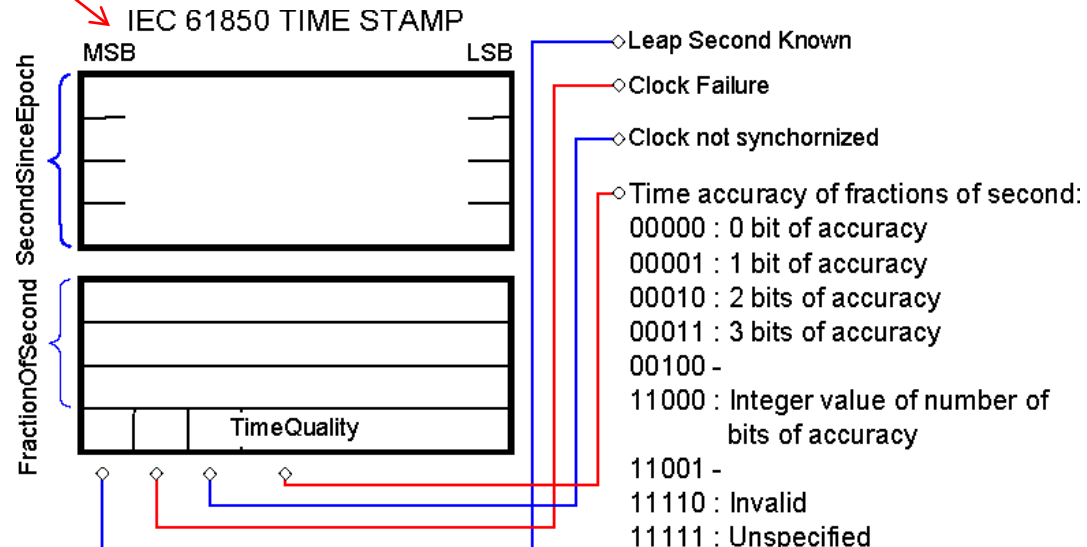 IEC 61850 TIME STAMP
MSB
LSB
SecondSinceEpoch
FractionOfSecond
TimeQuality
Leap Second Known
Clock Failure
Clock not synchornized
Time accuracy of fractions of second:
00000 : 0 bit of accuracy
00001 : 1 bit of accuracy
00010 : 2 bits of accuracy
00011 : 3 bits of accuracy
00100 -
11000 : Integer value of number of
bits of accuracy
11001 -
11110 : Invalid
11111 : Unspecified